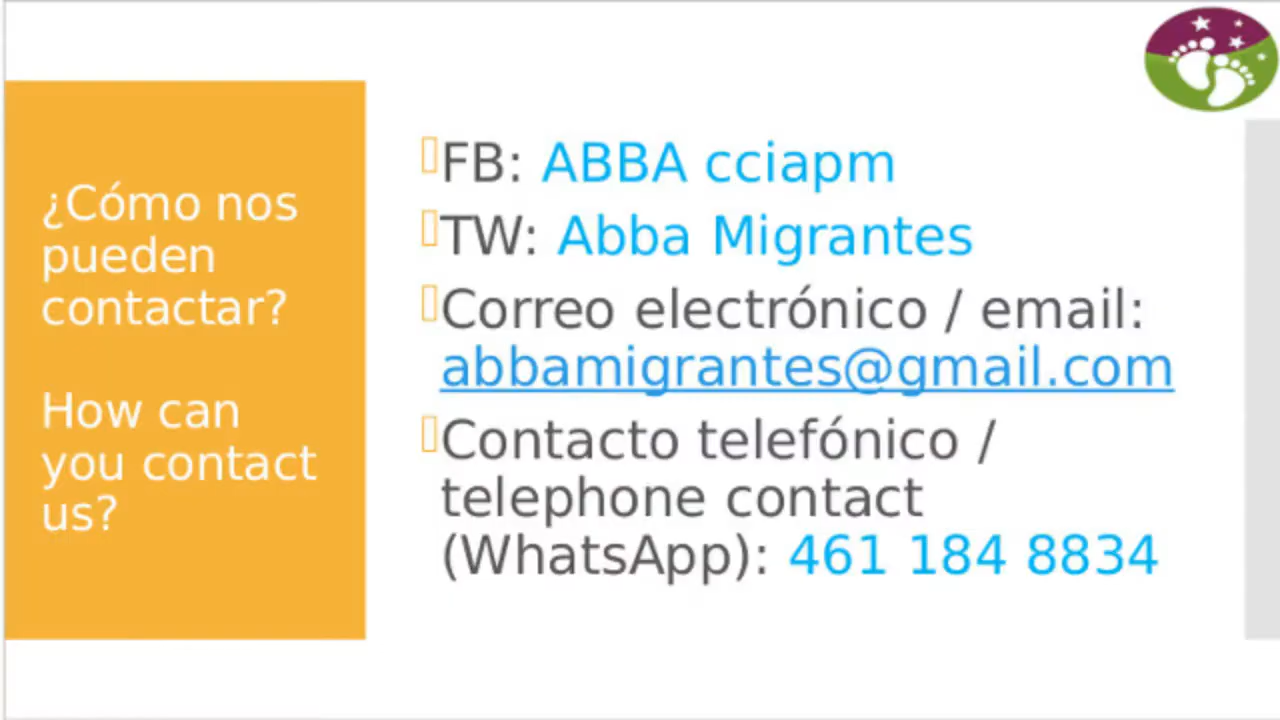 ¿Cómo nos
pueden
contactar?
How can
you contact
us?
FB: ABBA cciapm
TW: Abba Migrantes
Correo electrónico / email:
abbamigrantes@gmail.com
Contacto telefónico /
telephone contact
(WhatsApp): 461 184 8834